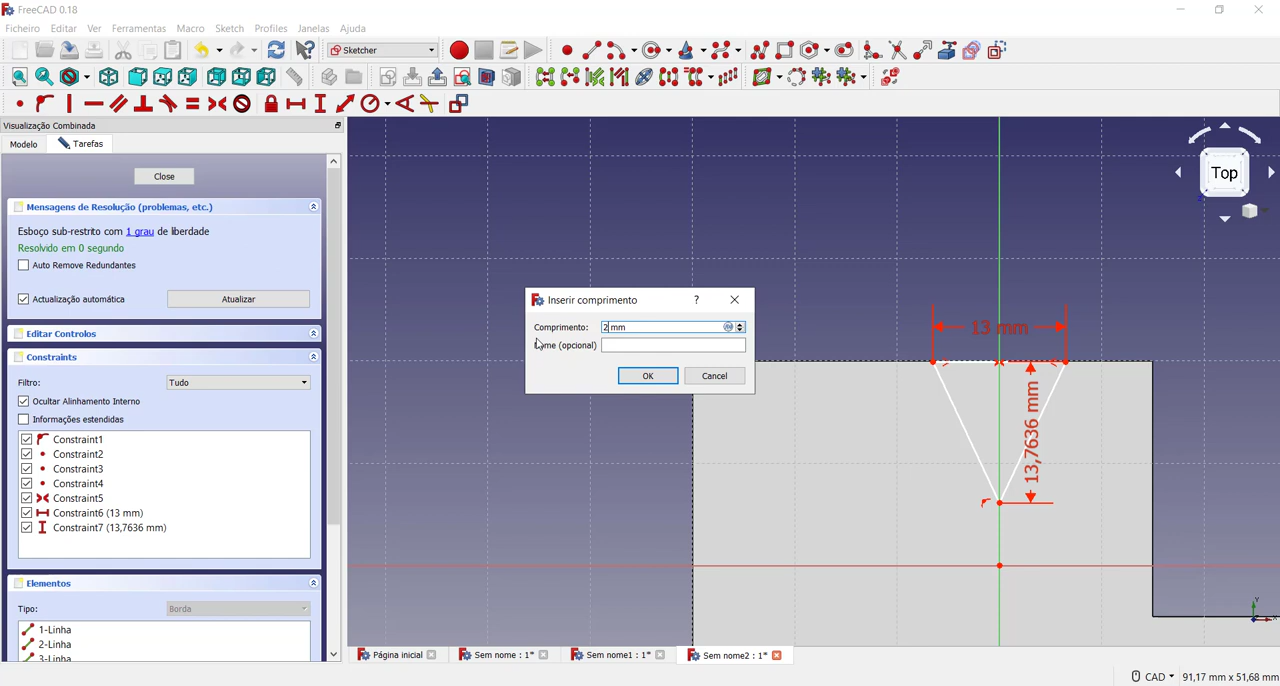 FreeCAD 0.18
Ficheiro Editar Ver Ferramentas Macro Sketch Profiles Janelas Ajuda
Sketcher
Visualização Combinada
Modelo Tarefas
Close
Mensagens de Resolução (problemas, etc.)
Esboço sub-restrito com 1 grau de liberdade
Resolvido em 0 segundo
Auto Remove Redundantes
Actualização automática Atualizar
Editar Controlos
Constraints
Filtro: Tudo
Ocultar Alinhamento Interno
Informações estendidas
Constraint1
Constraint2
Constraint3
Constraint4
Constraint5
Constraint6 (13 mm)
Constraint7 (13,7636 mm)
Elementos
Tipo: Borda
1-Linha
2-Linha
3-Linha
Inserir comprimento ?
Comprimento: 2 mm
(opcional)
OK Cancel
13 mm
13,7636 mm
Top
Z
Y
X
Página inicial Sem nome : 1* Sem nome1 : 1* Sem nome2 : 1*
CAD 91,17 mm x 51,68 mm